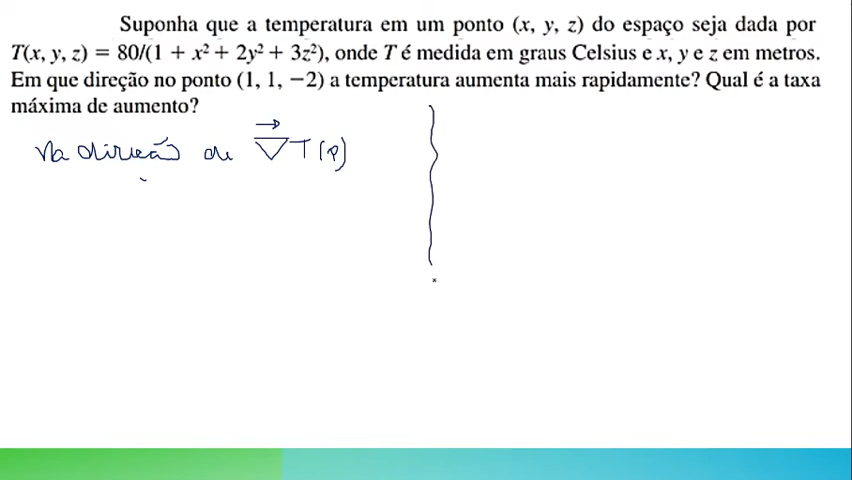 Suponha que a temperatura em um ponto (x, y, z) do espaço seja dada por
T(x, y, z) = 80/(1 + x² + 2y² + 3z²), onde T é medida em graus Celsius e x, y e z em metros.
Em que direção no ponto (1, 1, −2) a temperatura aumenta mais rapidamente? Qual é a taxa
máxima de aumento?
Na direção de ∇⃗T(P)